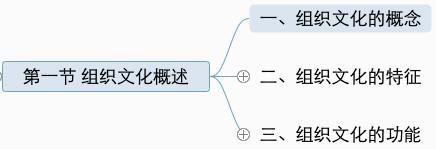 一、组织文化的概念
第一节 组织文化概述
二、组织文化的特征
三、组织文化的功能